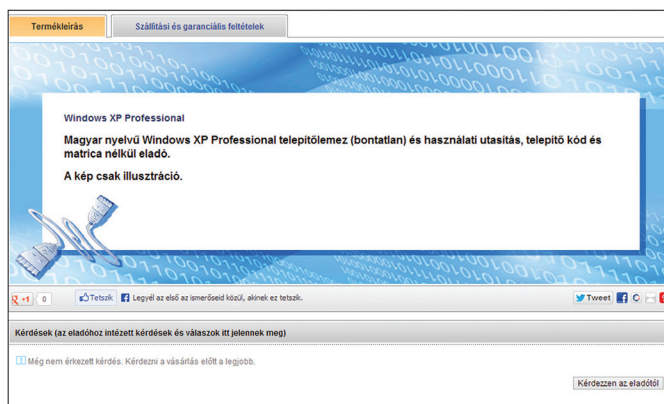 Termékleírás
Szállítási és garanciális feltételek
Windows XP Professional
Magyar nyelvű Windows XP Professional telepítőlemez (bontatlan) és használati utasítás, telepítő kód és
matrica nélkül eladó.
A kép csak illusztráció.
+1 0 Tetszik Legyél az első az ismerőseid közül, akinek ez tetszik. Tweet
Kérdések (az eladóhoz intézett kérdések és válaszok itt jelennek meg)
Még nem érkezett kérdés. Kérdezni a vásárlás előtt a legjobb.
Kérdezzen az eladótól